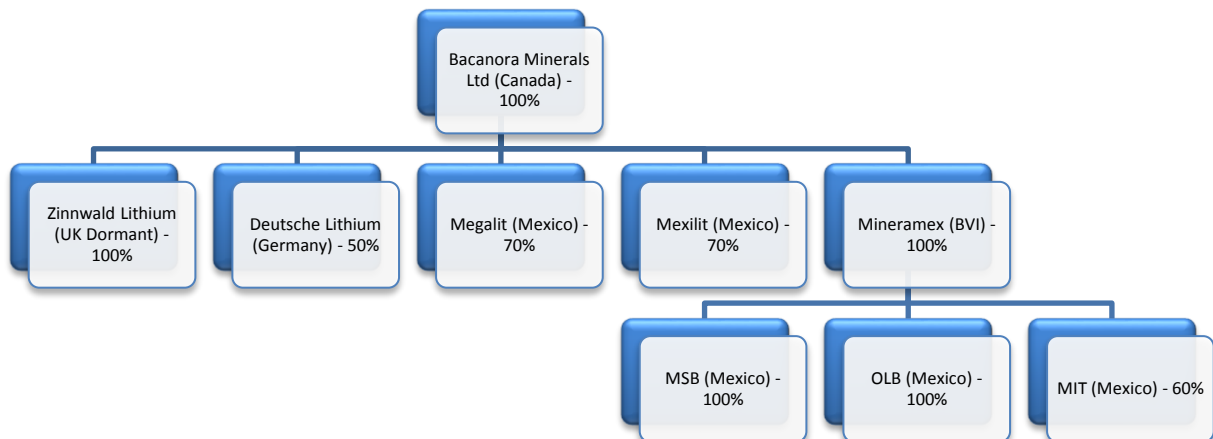 Bacanora Minerals
Ltd (Canada) -
100%
Zinnwald Lithium
(UK Dormant) -
100%
Deutsche Lithium
(Germany) - 50%
Megalit (Mexico) -
70%
Mexilit (Mexico) -
70%
Mineramex (BVI) -
100%
MSB (Mexico) -
100%
OLB (Mexico) -
100%
MIT (Mexico) - 60%